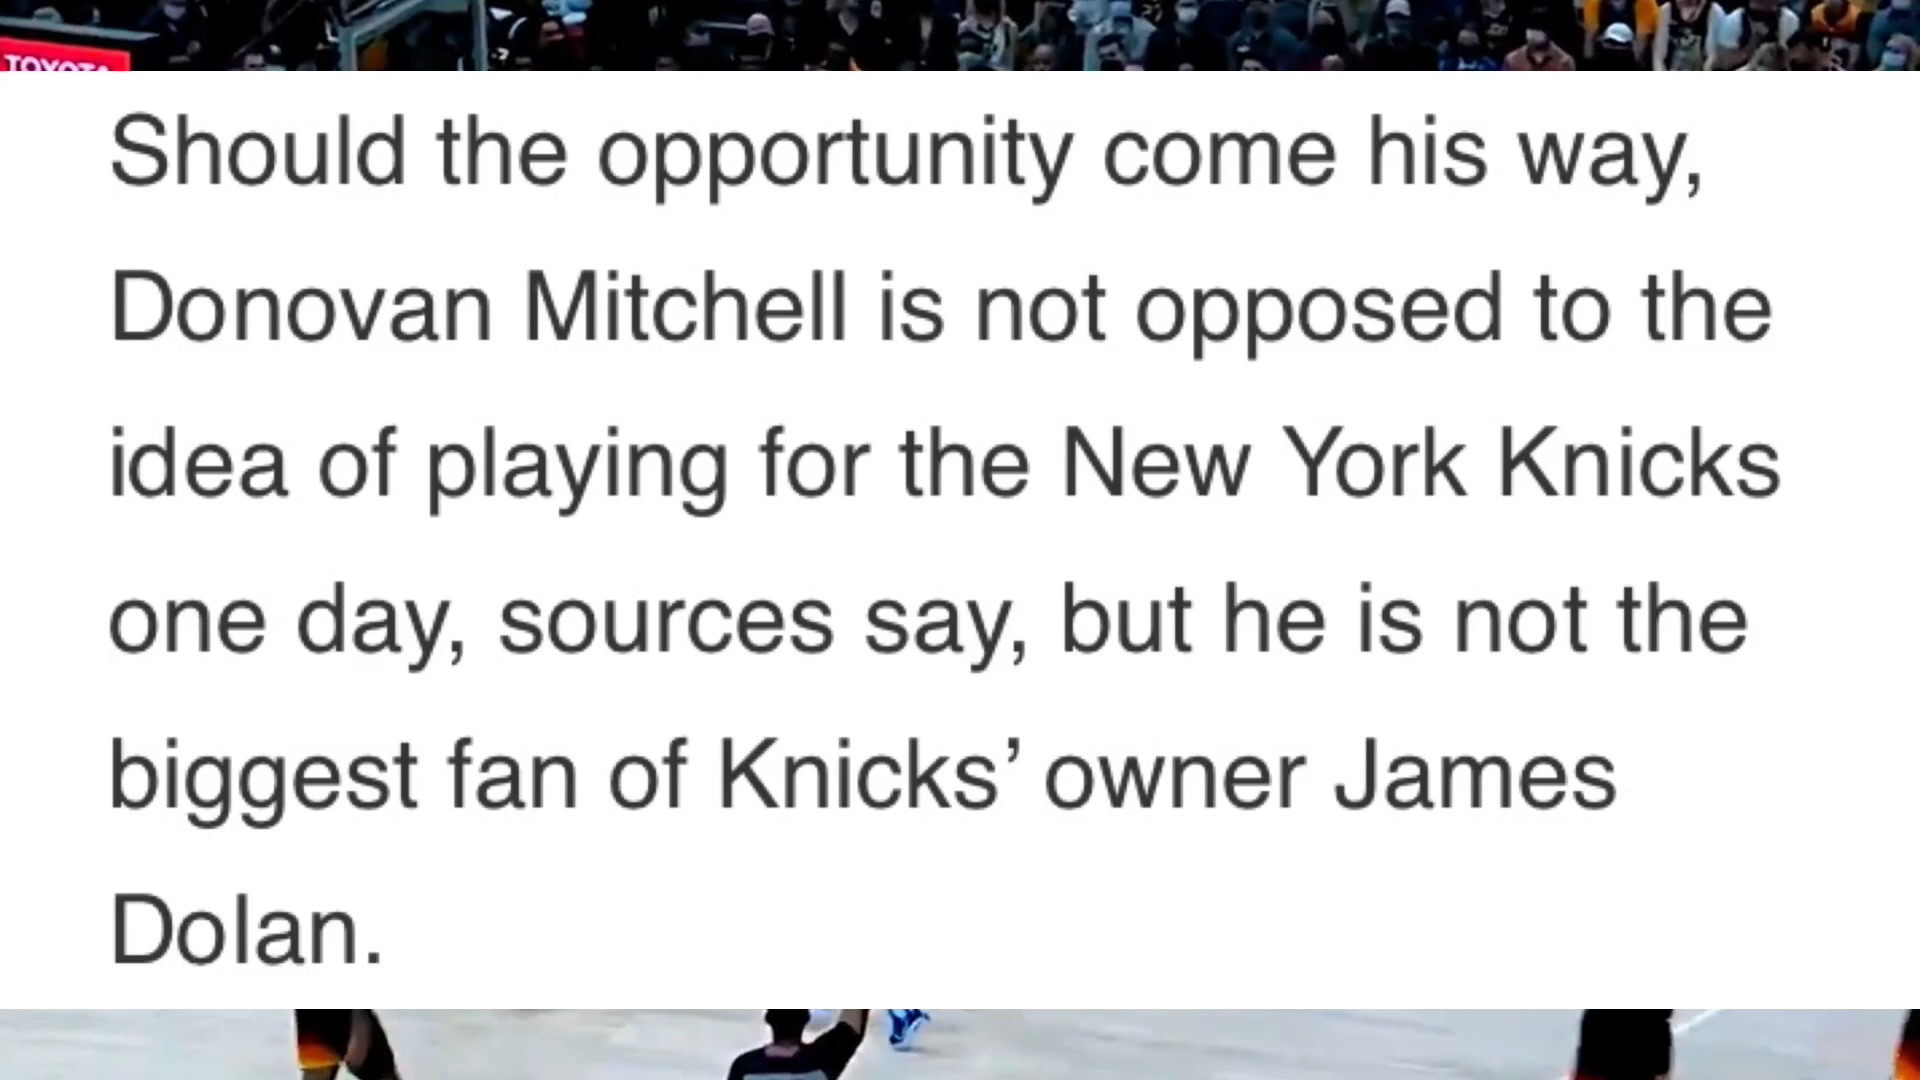 TOYOTA
Should the opportunity come his way,
Donovan Mitchell is not opposed to the
idea of playing for the New York Knicks
one day, sources say, but he is not the
biggest fan of Knicks’ owner James
Dolan.